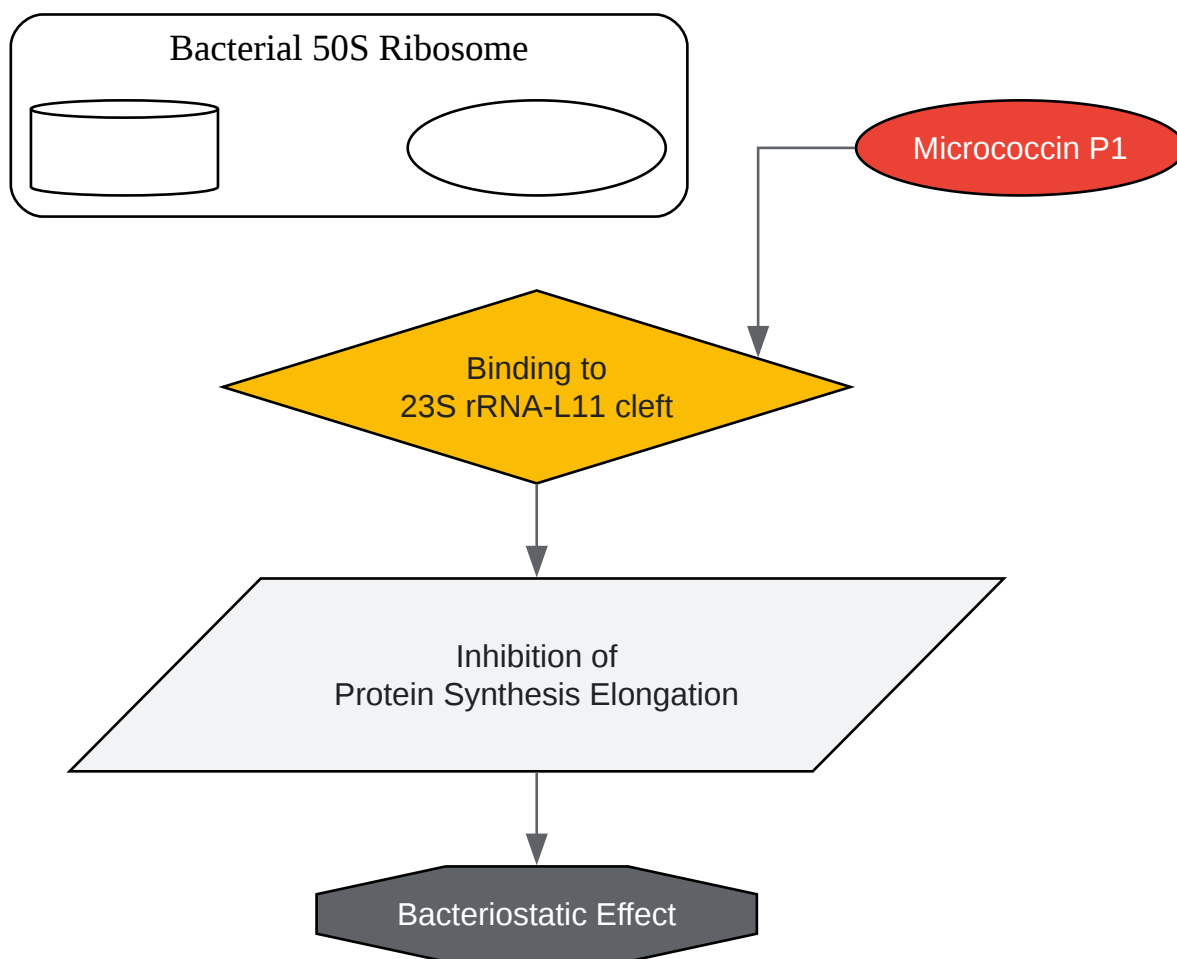 Bacterial 50S Ribosome
Micrococcin P1
Binding to
23S rRNA-L11 cleft
Inhibition of
Protein Synthesis Elongation
Bacteriostatic Effect